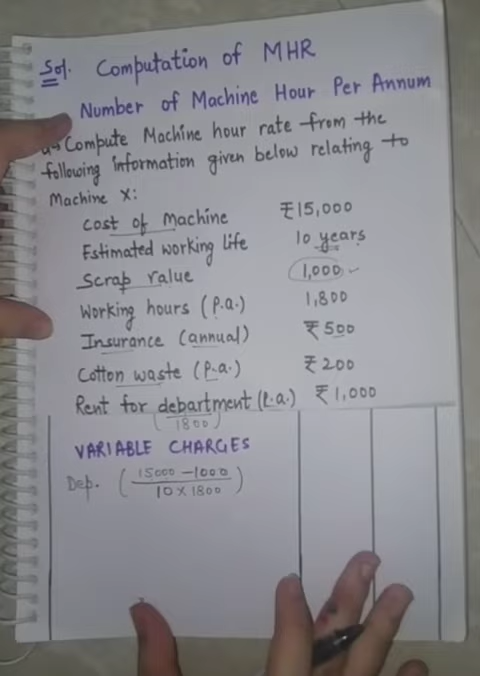 Sol. Computation of MHR
Number of Machine Hour Per Annum
Compute Machine hour rate from the
following information given below relating to
Machine X:
Cost of Machine ₹15,000
Estimated working life 10 years
Scrap value 1,000
Working hours (P.a.) 1,800
Insurance (annual) ₹500
Cotton waste (P.a.) ₹200
Rent for department (P.a.) ₹1,000
( 1800 )
VARIABLE CHARGES
Dep. ( 15000 - 1000 )
10 × 1800